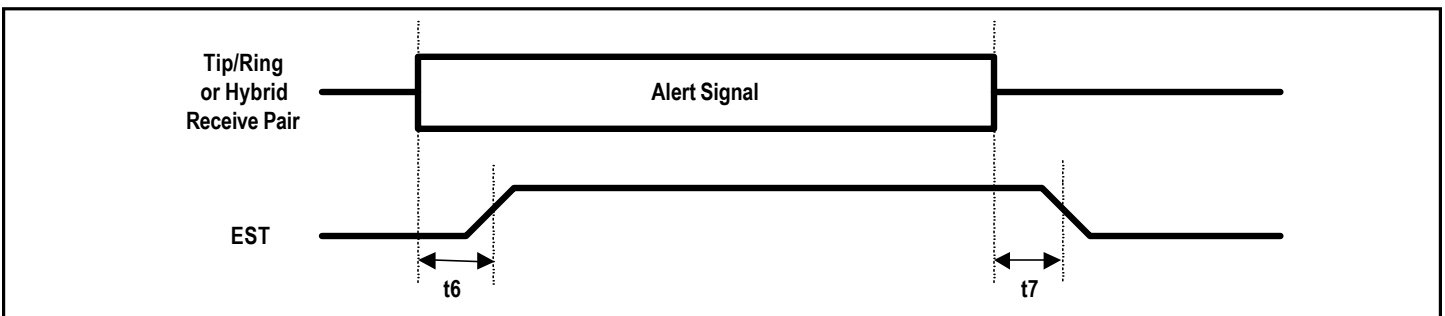 Tip/Ring
or Hybrid
Receive Pair
Alert Signal
EST
t6
t7